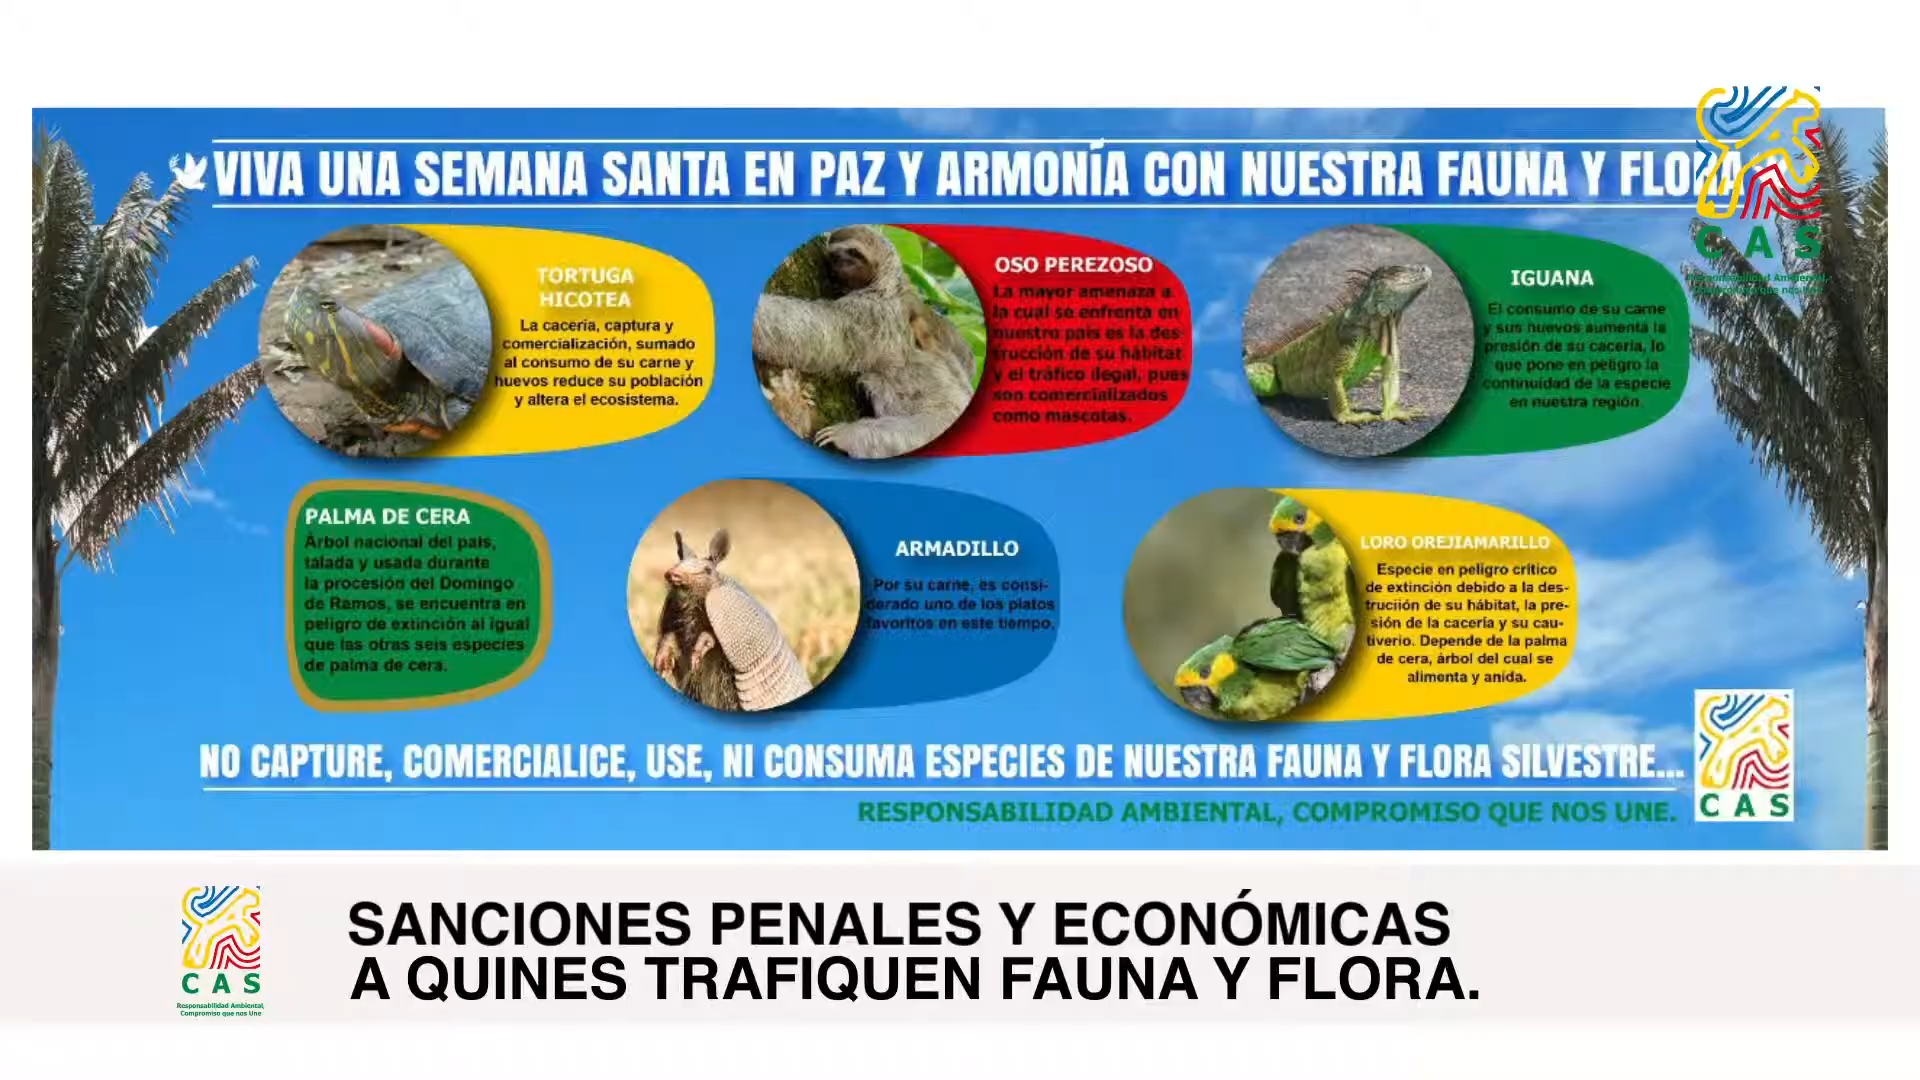 VIVA UNA SEMANA SANTA EN PAZ Y ARMONÍA CON NUESTRA FAUNA Y FLORA
CAS
Responsabilidad Ambiental,
Compromiso que nos Une
TORTUGA
HICOTEA
La cacería, captura y
comercialización, sumado
al consumo de su carne y
huevos reduce su población
y altera el ecosistema.
OSO PEREZOSO
La mayor amenaza a
la cual se enfrenta en
nuestro país es la des-
trucción de su hábitat
y el tráfico ilegal, pues
son comercializados
como mascotas.
IGUANA
El consumo de su carne
y sus huevos aumenta la
presión de su cacería, lo
que pone en peligro la
continuidad de la especie
en nuestra región.
PALMA DE CERA
Árbol nacional del país,
talada y usada durante
la procesión del Domingo
de Ramos, se encuentra en
peligro de extinción al igual
que las otras seis especies
de palma de cera.
ARMADILLO
Por su carne, es consi-
derado uno de los platos
favoritos en este tiempo.
LORO OREJIAMARILLO
Especie en peligro crítico
de extinción debido a la des-
truciión de su hábitat, la pre-
sión de la cacería y su cau-
tiverio. Depende de la palma
de cera, árbol del cual se
alimenta y anida.
NO CAPTURE, COMERCIALICE, USE, NI CONSUMA ESPECIES DE NUESTRA FAUNA Y FLORA SILVESTRE...
RESPONSABILIDAD AMBIENTAL, COMPROMISO QUE NOS UNE.
CAS
CAS
Responsabilidad Ambiental,
Compromiso que nos Une
SANCIONES PENALES Y ECONÓMICAS
A QUINES TRAFIQUEN FAUNA Y FLORA.